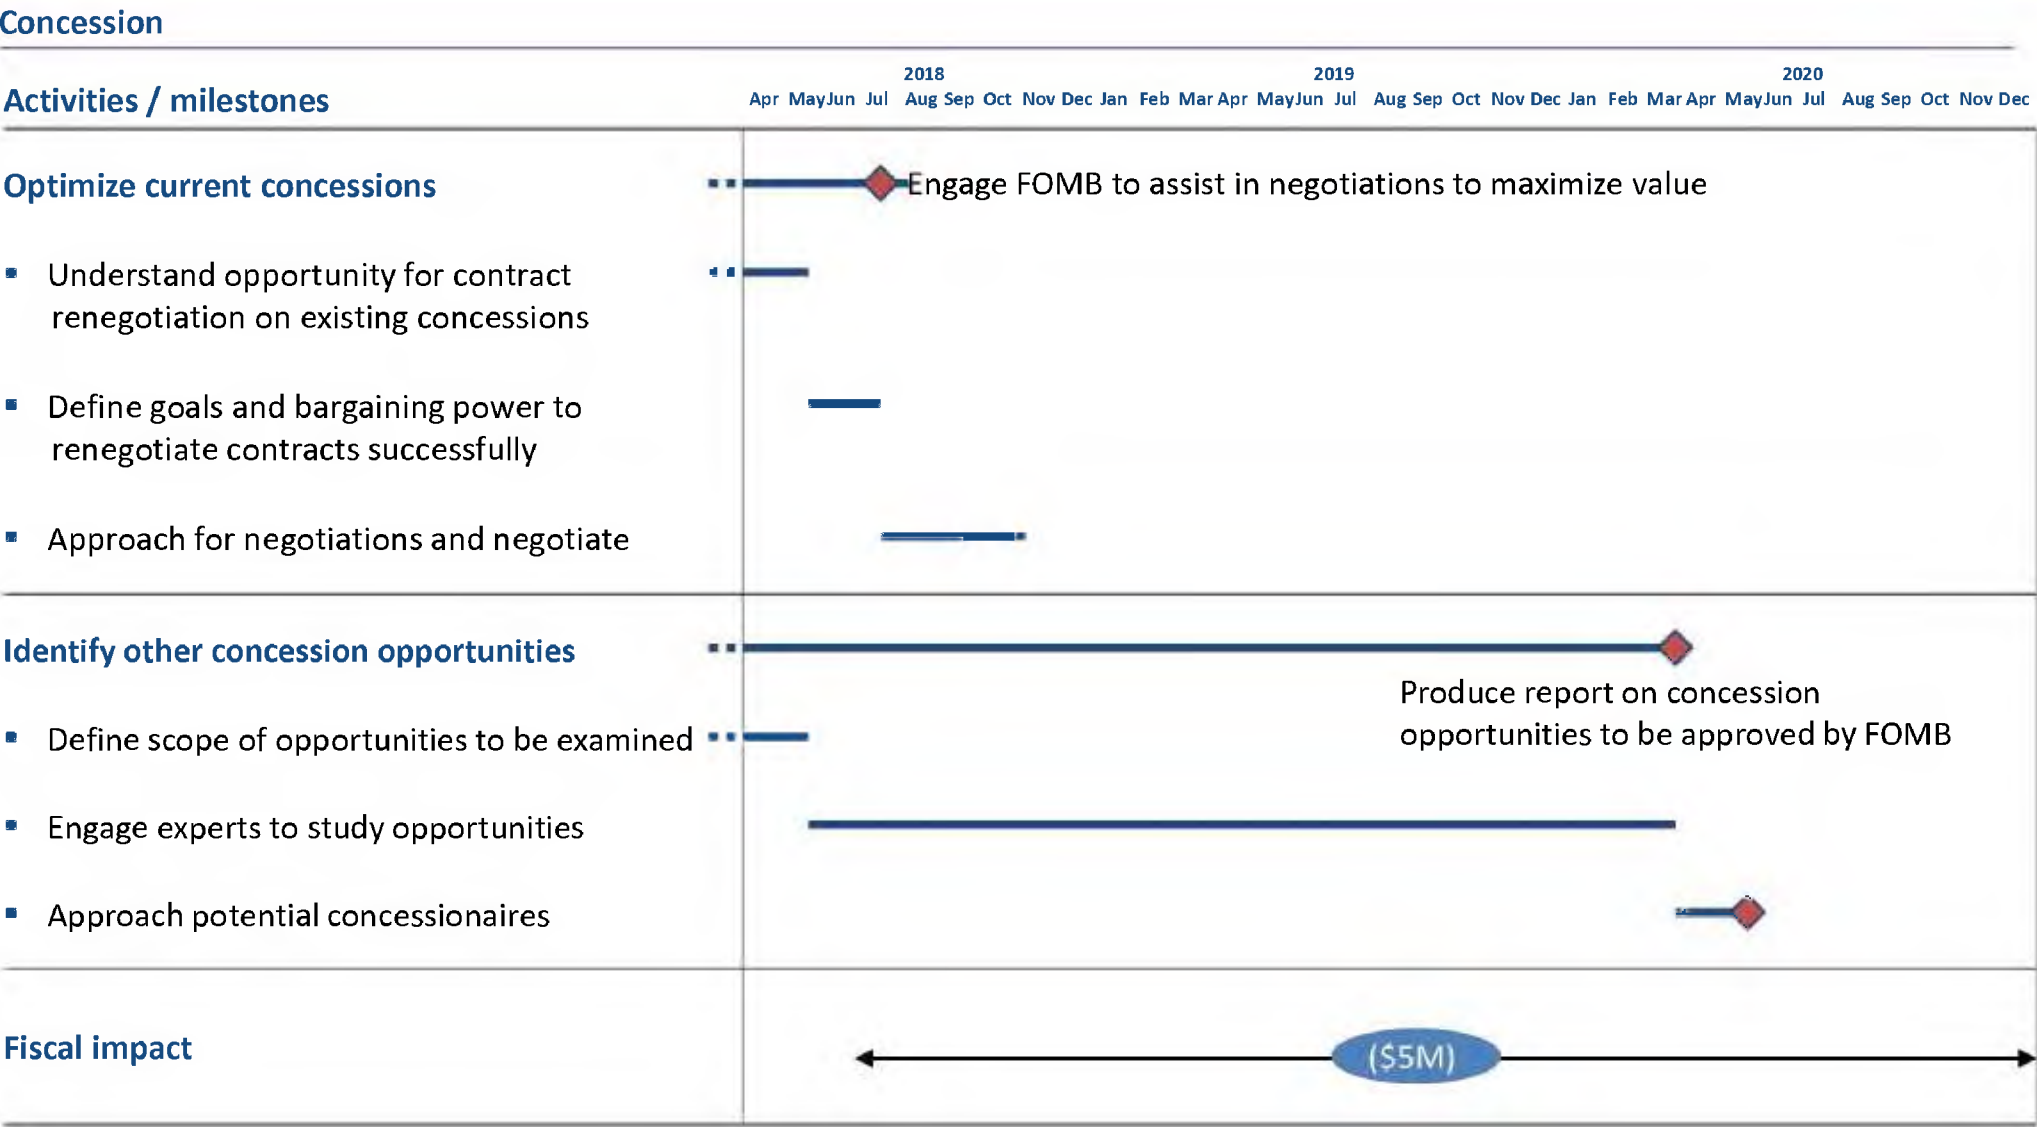 Concession
2018 2019 2020
Activities / milestones Apr May Jun Jul Aug Sep Oct Nov Dec Jan Feb Mar Apr May Jun Jul Aug Sep Oct Nov Dec Jan Feb Mar Apr May Jun Jul Aug Sep Oct Nov Dec
Optimize current concessions Engage FOMB to assist in negotiations to maximize value
▪ Understand opportunity for contract
renegotiation on existing concessions
▪ Define goals and bargaining power to
renegotiate contracts successfully
▪ Approach for negotiations and negotiate
Identify other concession opportunities
Produce report on concession
opportunities to be approved by FOMB
▪ Define scope of opportunities to be examined
▪ Engage experts to study opportunities
▪ Approach potential concessionaires
Fiscal impact ($5M)